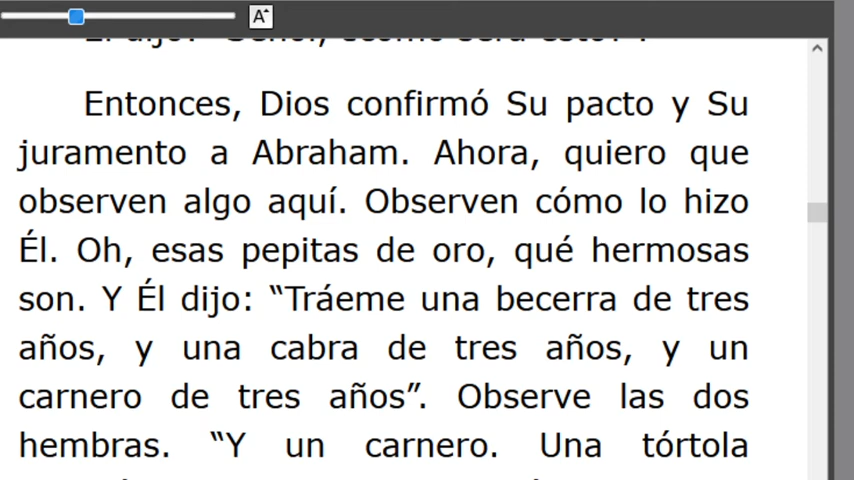 A
Entonces, Dios confirmó Su pacto y Su
juramento a Abraham. Ahora, quiero que
observen algo aquí. Observen cómo lo hizo
Él. Oh, esas pepitas de oro, qué hermosas
son. Y Él dijo: “Tráeme una becerra de tres
años, y una cabra de tres años, y un
carnero de tres años”. Observe las dos
hembras. “Y un carnero. Una tórtola